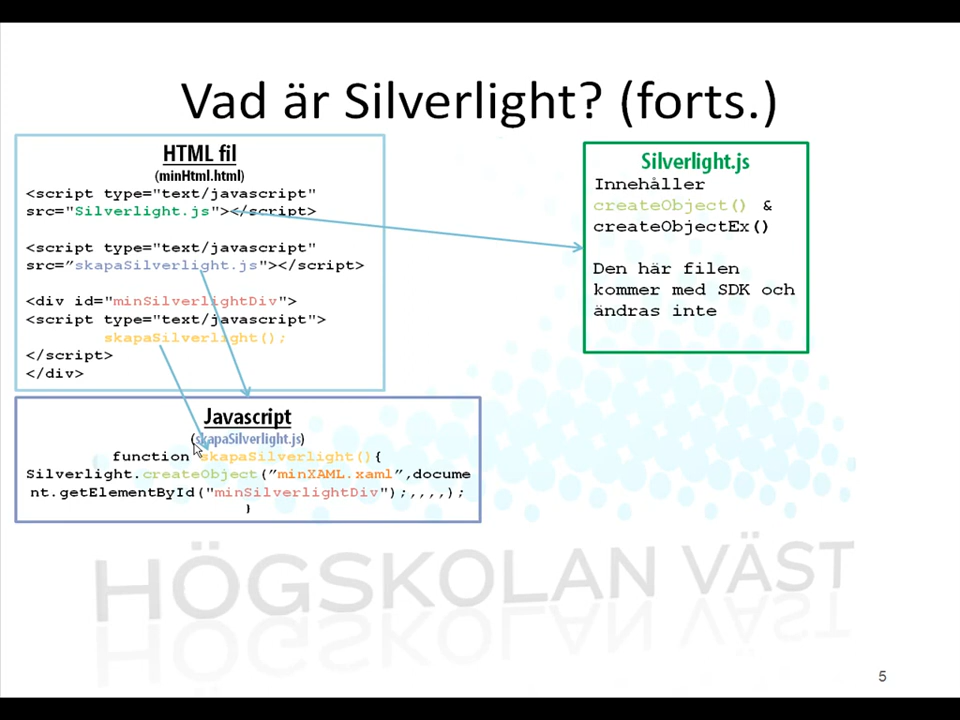 Vad är Silverlight? (forts.)
HTML fil
(minHtml.html)
<script type="text/javascript"
src="Silverlight.js"></script>
<script type="text/javascript"
src=”skapaSilverlight.js"></script>
<div id="minSilverlightDiv">
<script type="text/javascript">
skapaSilverlight();
</script>
</div>
Silverlight.js
Innehåller
createObject() &
createObjectEx()
Den här filen
kommer med SDK och
ändras inte
Javascript
(skapaSilverlight.js)
function skapaSilverlight(){
Silverlight.createObject(”minXAML.xaml”,docume
nt.getElementById("minSilverlightDiv");,,,,);
}
HÖGSKOLAN VÄST
5